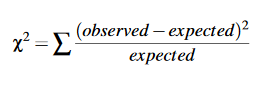 χ² = ∑ (observed – expected)² / expected